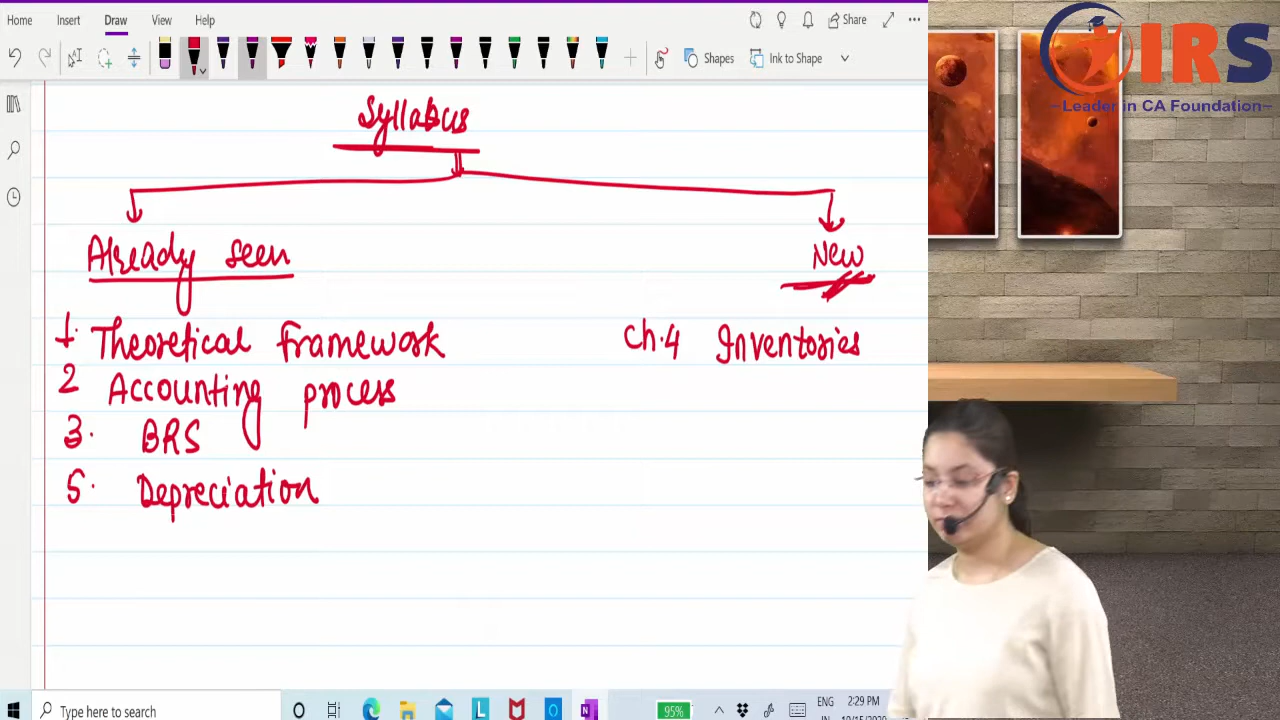 Home Insert Draw View Help Share
Shapes Ink to Shape
IRS
~Leader in CA Foundation~
Syllabus
Already seen New
1. Theoretical Framework Ch.4 Inventories
2 Accounting process
3. BRS
5. Depreciation
Type here to search
95%
ENG 2:29 PM
IN